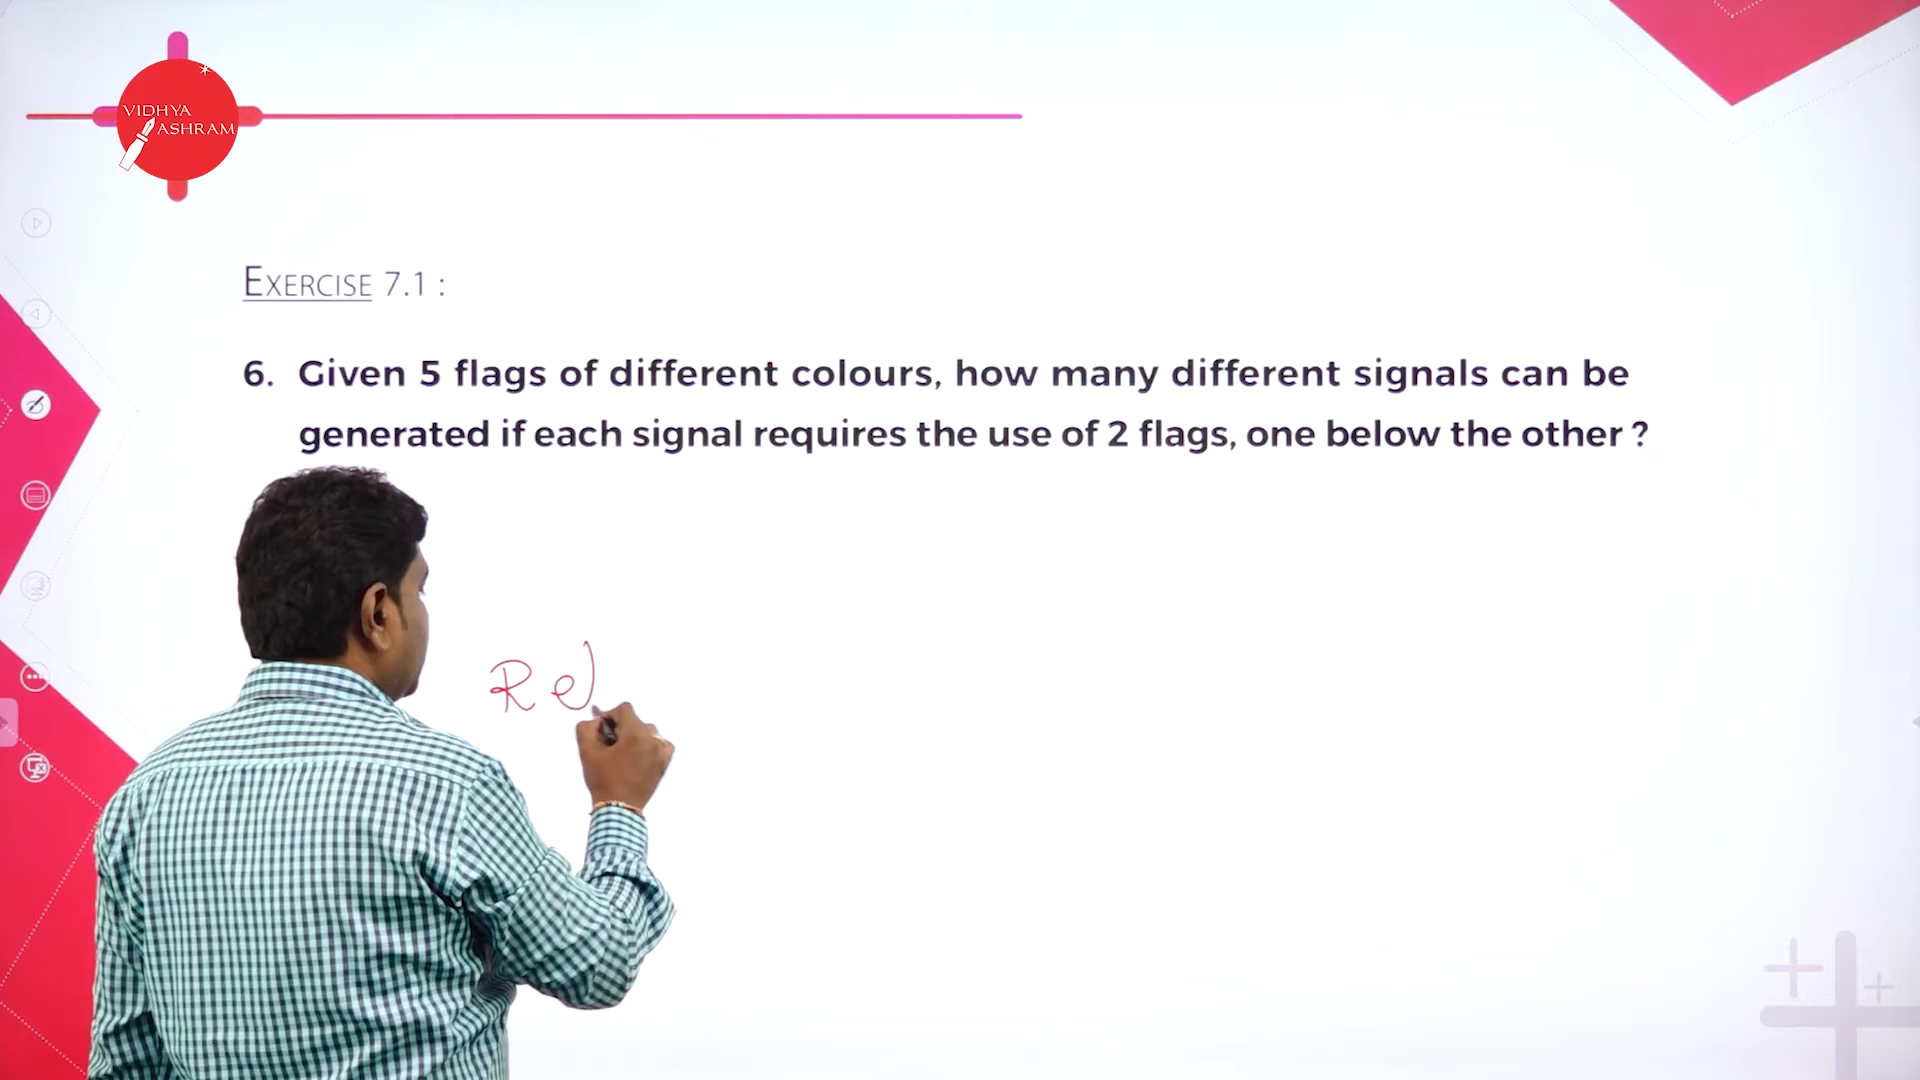 VIDHYA
ASHRAM
EXERCISE 7.1 :
6. Given 5 flags of different colours, how many different signals can be
generated if each signal requires the use of 2 flags, one below the other ?
Red